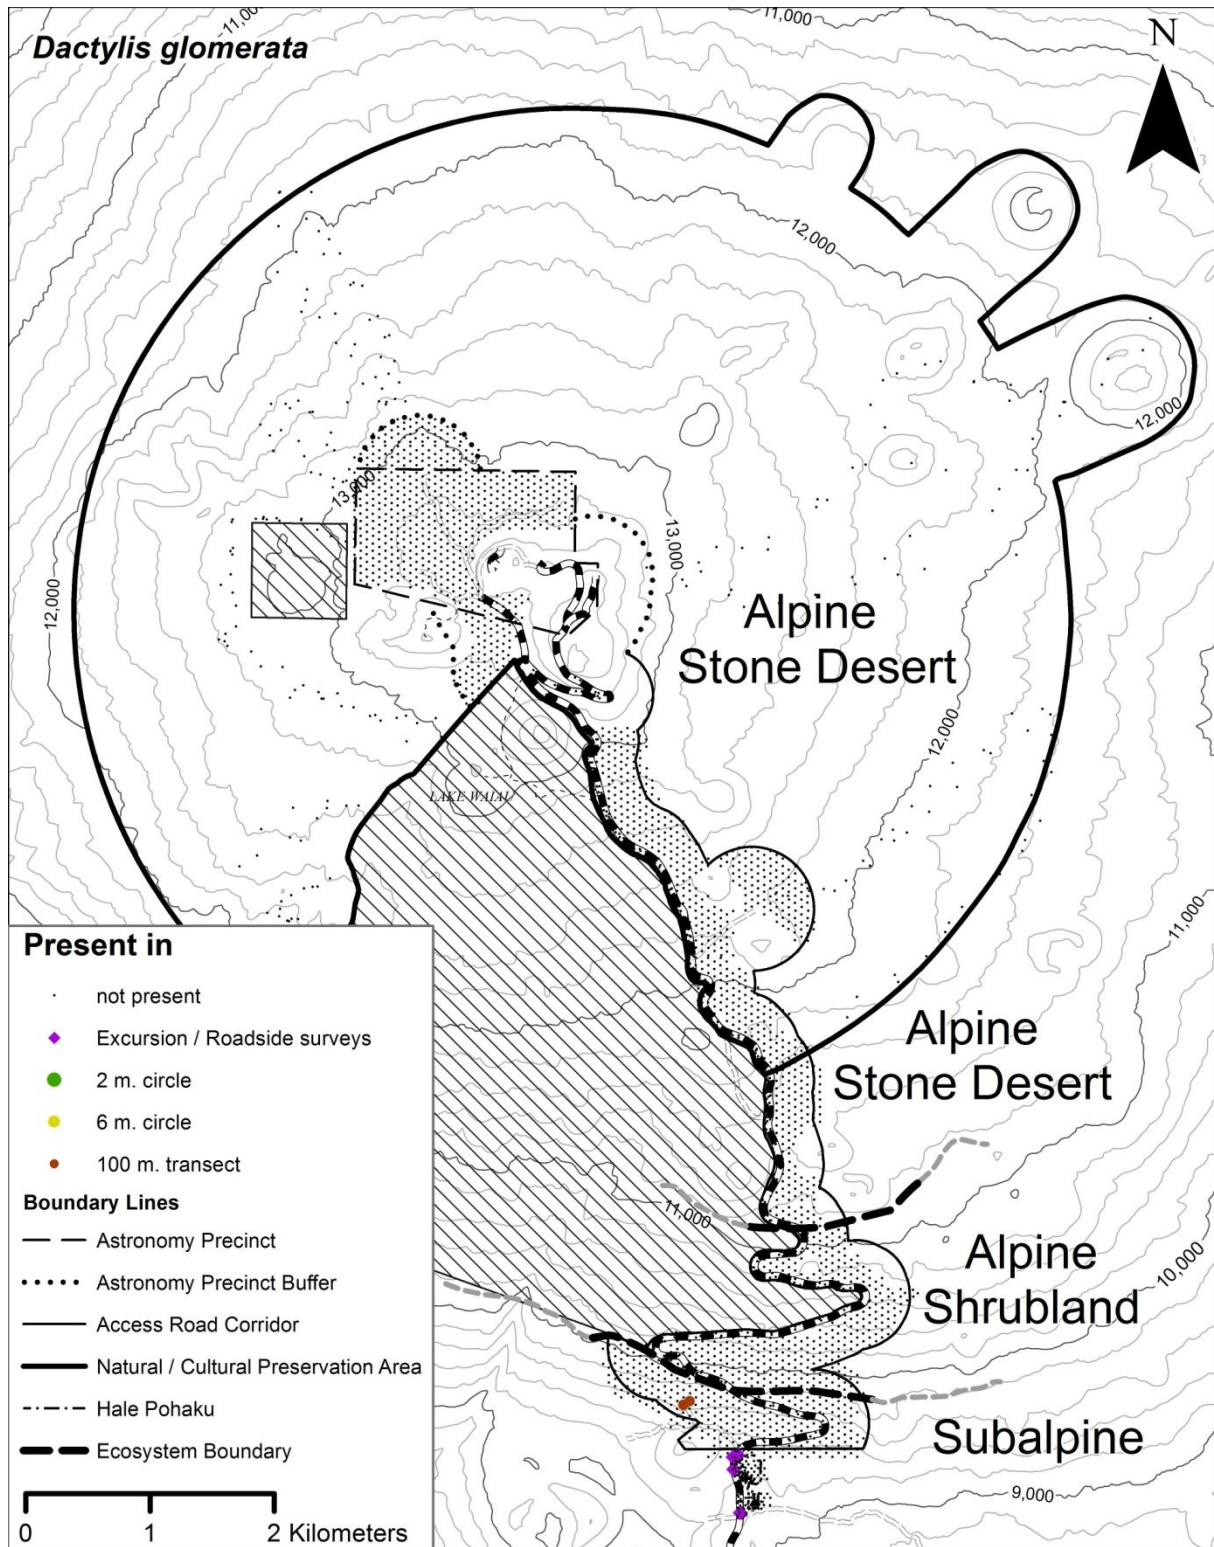 11,000
11,000
Dactylis glomerata
N
12,000
12,000
13,000
13,000
12,000
Alpine
Stone Desert
12,000
LAKE WAIAU
11,000
Present in
not present
Excursion / Roadside surveys
2 m. circle
6 m. circle
100 m. transect
Boundary Lines
Astronomy Precinct
Astronomy Precinct Buffer
Access Road Corridor
Natural / Cultural Preservation Area
Hale Pohaku
Ecosystem Boundary
0 1 2 Kilometers
Alpine
Stone Desert
11,000
Alpine
Shrubland
10,000
Subalpine
9,000